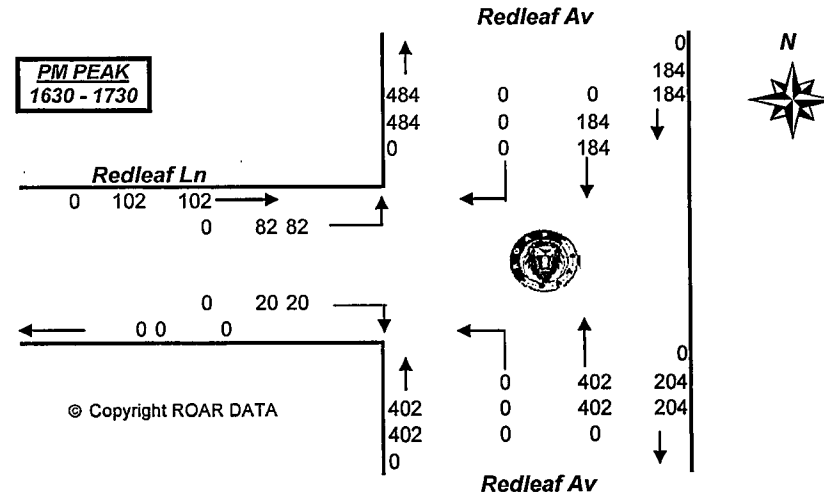 Redleaf Av
N
PM PEAK
1630 - 1730
0
184
484 0 0 184
484 0 184
0 0 184
Redleaf Ln
0 102 102
0 82 82
0 20 20
0 0 0
0
0 402 204
© Copyright ROAR DATA
402 0 402 204
402 0 0
0
Redleaf Av